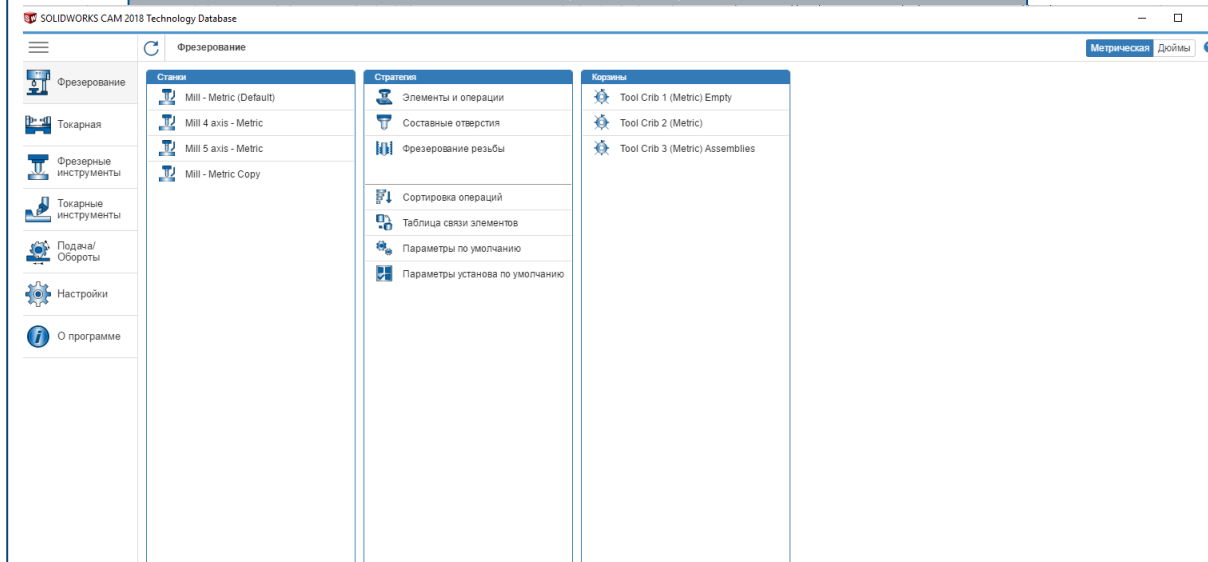 SOLIDWORKS CAM 2018 Technology Database
Фрезерование
Метрическая Дюймы
Фрезерование
Токарная
Фрезерные
инструменты
Токарные
инструменты
Подача/
Обороты
Настройки
О программе
Станки
Mill - Metric (Default)
Mill 4 axis - Metric
Mill 5 axis - Metric
Mill - Metric Copy
Стратегия
Элементы и операции
Составные отверстия
Фрезерование резьбы
Сортировка операций
Таблица связи элементов
Параметры по умолчанию
Параметры установа по умолчанию
Корзины
Tool Crib 1 (Metric) Empty
Tool Crib 2 (Metric)
Tool Crib 3 (Metric) Assemblies